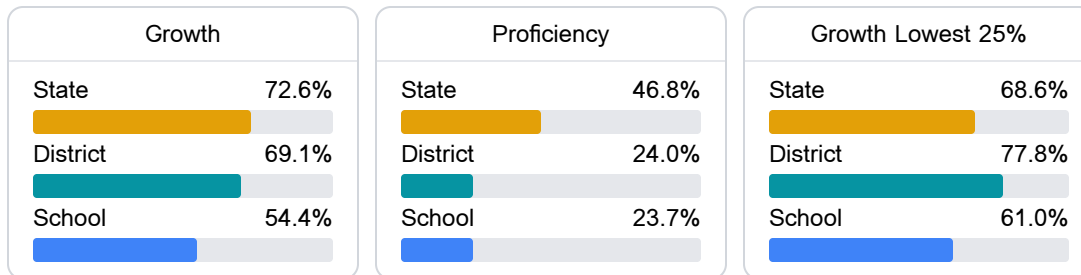 Growth
State 72.6%
District 69.1%
School 54.4%
Proficiency
State 46.8%
District 24.0%
School 23.7%
Growth Lowest 25%
State 68.6%
District 77.8%
School 61.0%